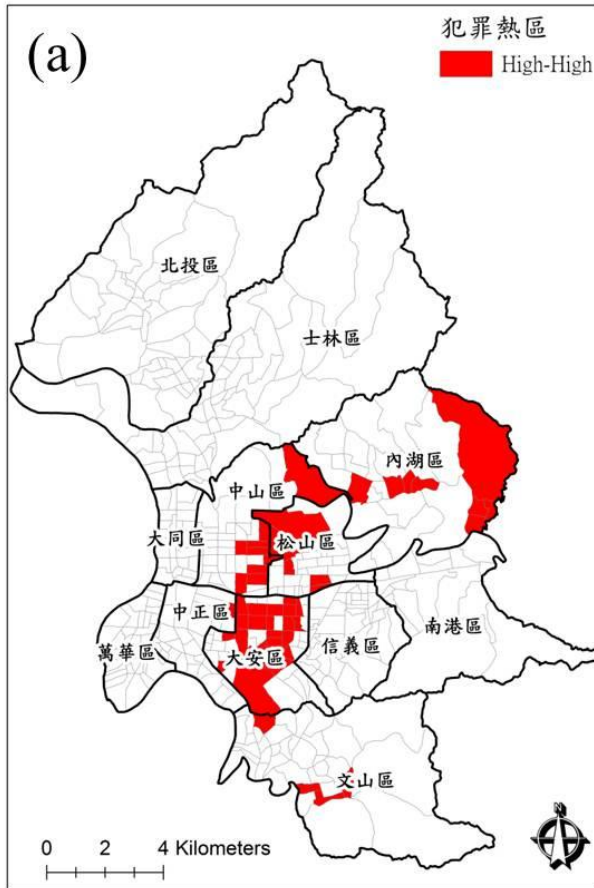 (a)
犯罪熱區
High-High
北投區
士林區
內湖區
中山區
大同區
松山區
中正區
萬華區
大安區
信義區
南港區
文山區
N
0 2 4 Kilometers